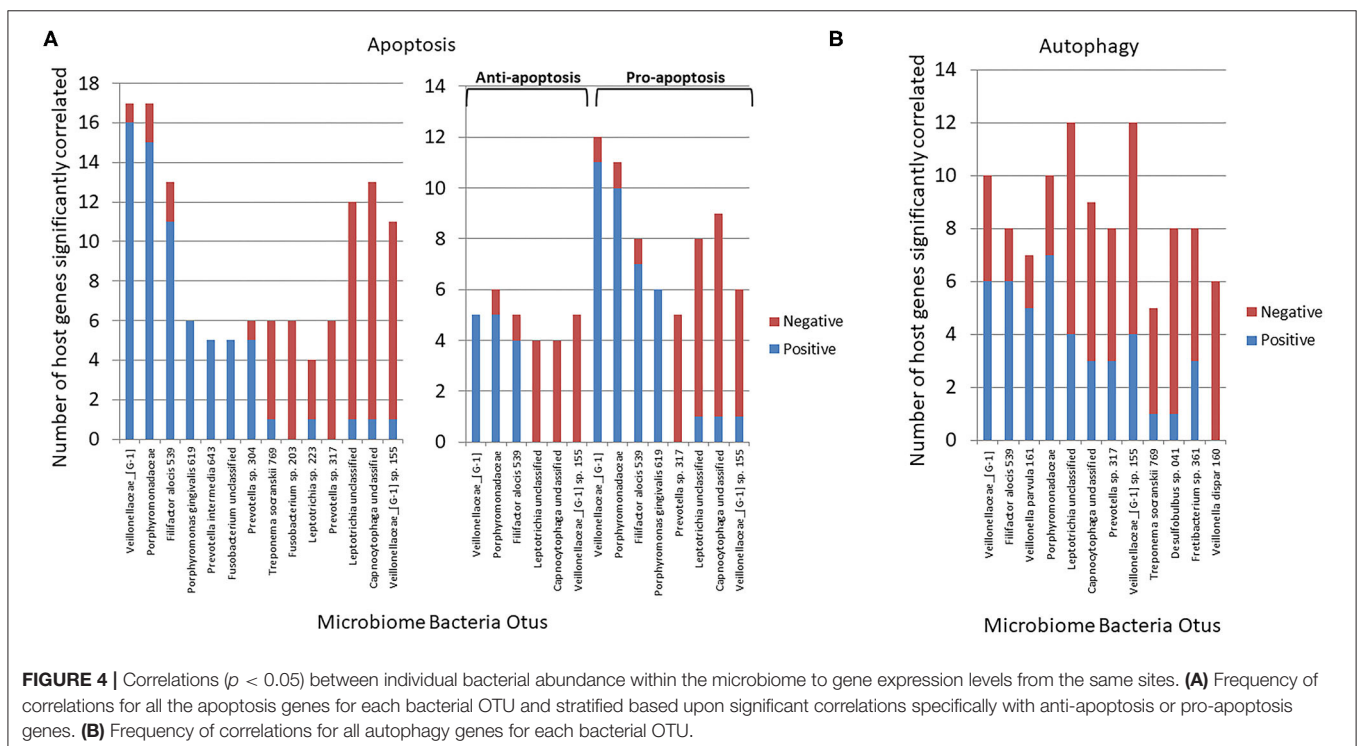 A
Apoptosis
Number of host genes significantly correlated
18
16
14
12
10
8
6
4
2
0
Veillonellaceae_[G-1]
Porphyromonadaceae
Filifactor alocis 539
Porphyromonas gingivalis 619
Prevotella intermedia 643
Fusobacterium unclassified
Prevotella sp. 304
Treponema socranskii 769
Fusobacterium sp. 203
Leptotrichia sp. 223
Prevotella sp. 317
Leptotrichia unclassified
Capnocytophaga unclassified
Veillonellaceae_[G-1] sp. 155
Anti-apoptosis
Pro-apoptosis
14
12
10
8
6
4
2
0
Veillonellaceae_[G-1]
Porphyromonadaceae
Filifactor alocis 539
Leptotrichia unclassified
Capnocytophaga unclassified
Veillonellaceae_[G-1] sp. 155
Veillonellaceae_[G-1]
Porphyromonadaceae
Filifactor alocis 539
Porphyromonas gingivalis 619
Prevotella sp. 317
Leptotrichia unclassified
Capnocytophaga unclassified
Veillonellaceae_[G-1] sp. 155
Negative
Positive
Microbiome Bacteria Otus
B
Autophagy
Number of host genes significantly correlated
14
12
10
8
6
4
2
0
Veillonellaceae_[G-1]
Filifactor alocis 539
Veillonella parvula 161
Porphyromonadaceae
Leptotrichia unclassified
Capnocytophaga unclassified
Prevotella sp. 317
Veillonellaceae_[G-1] sp. 155
Treponema socranskii 769
Desulfobulbus sp. 041
Fretibacterium sp. 361
Veillonella dispar 160
Negative
Positive
Microbiome Bacteria Otus
FIGURE 4 | Correlations (p < 0.05) between individual bacterial abundance within the microbiome to gene expression levels from the same sites. (A) Frequency of
correlations for all the apoptosis genes for each bacterial OTU and stratified based upon significant correlations specifically with anti-apoptosis or pro-apoptosis
genes. (B) Frequency of correlations for all autophagy genes for each bacterial OTU.